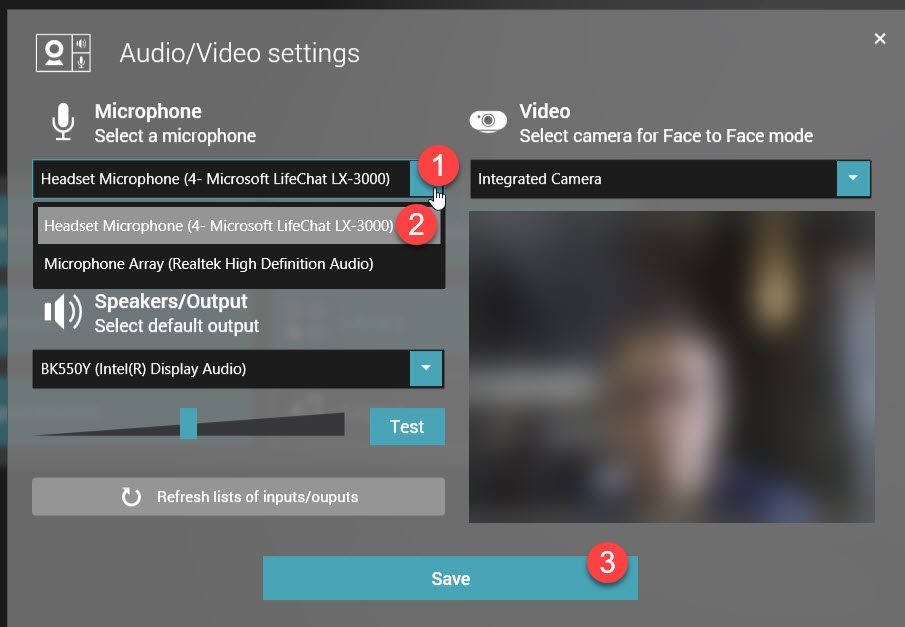 Audio/Video settings
Microphone
Select a microphone
Headset Microphone (4- Microsoft LifeChat LX-3000)
1
Headset Microphone (4- Microsoft LifeChat LX-3000)
2
Microphone Array (Realtek High Definition Audio)
Speakers/Output
Select default output
BK550Y (Intel(R) Display Audio)
Test
Refresh lists of inputs/ouputs
Video
Select camera for Face to Face mode
Integrated Camera
Save
3